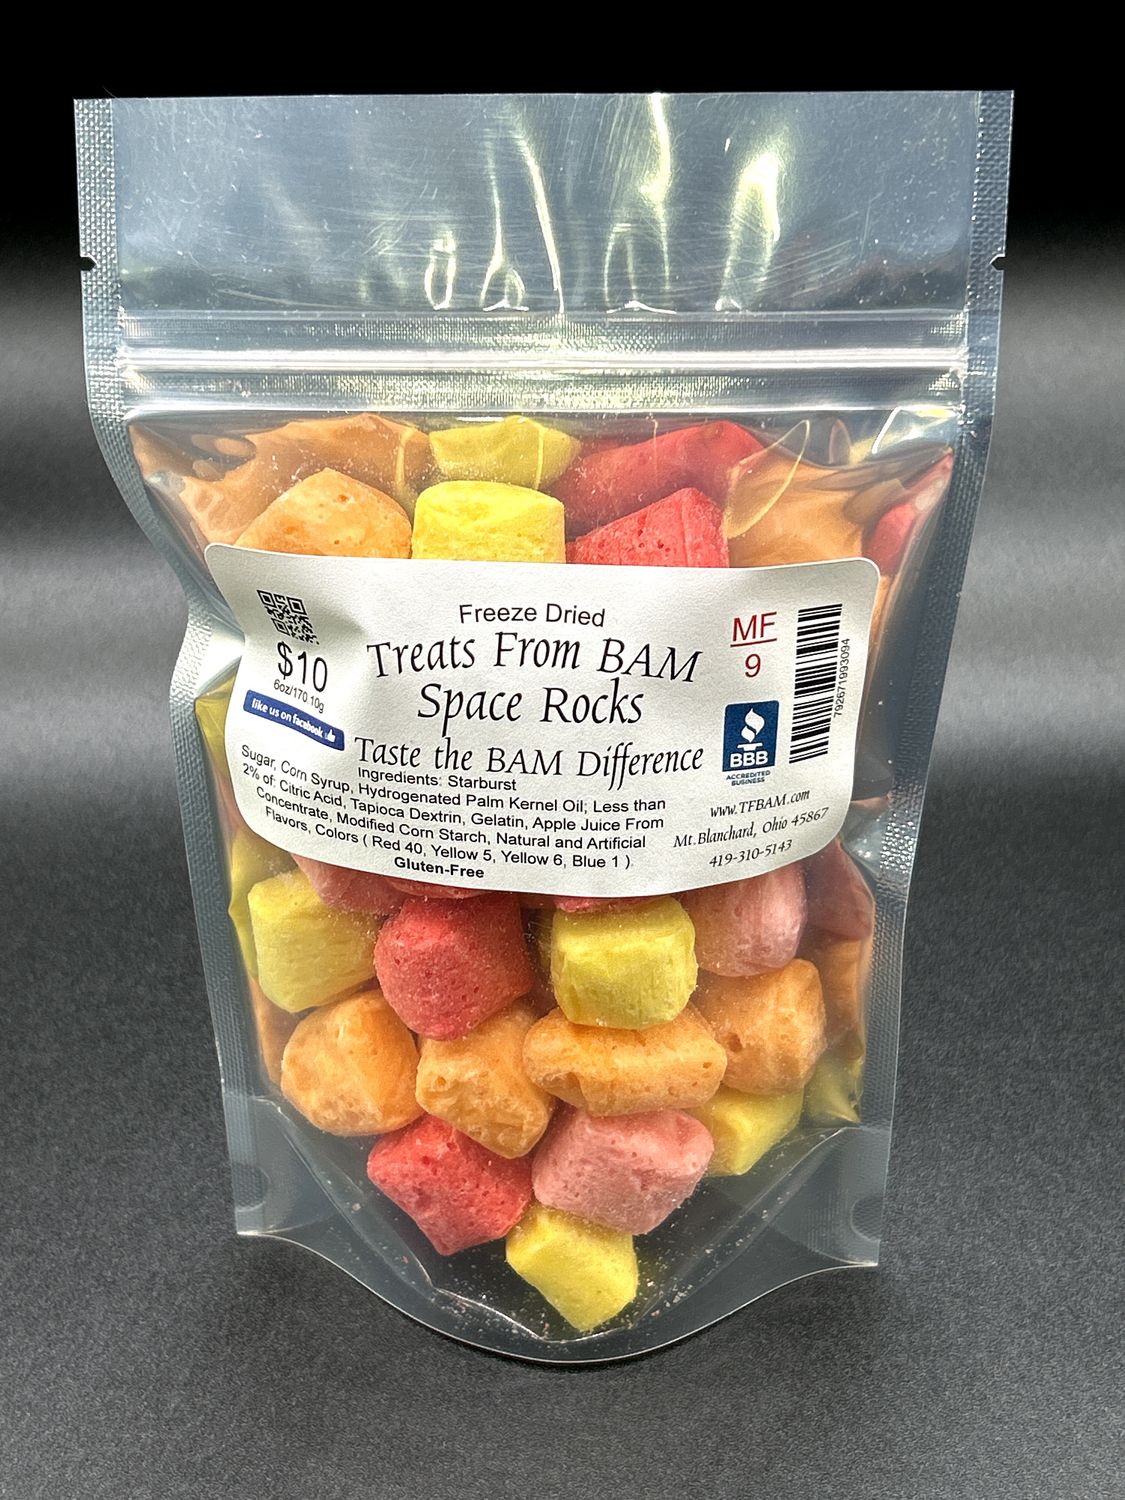 Freeze Dried
Treats From BAM
Space Rocks
Taste the BAM Difference
$10
6oz/170.10g
like us on facebook
Ingredients: Starburst
Sugar, Corn Syrup, Hydrogenated Palm Kernel Oil; Less than
2% of: Citric Acid, Tapioca Dextrin, Gelatin, Apple Juice From
Concentrate, Modified Corn Starch, Natural and Artificial
Flavors, Colors ( Red 40, Yellow 5, Yellow 6, Blue 1 )
Gluten-Free
MF
9
BBB
ACCREDITED
BUSINESS
792671993094
www.TFBAM.com
Mt.Blanchard, Ohio 45867
419-310-5143